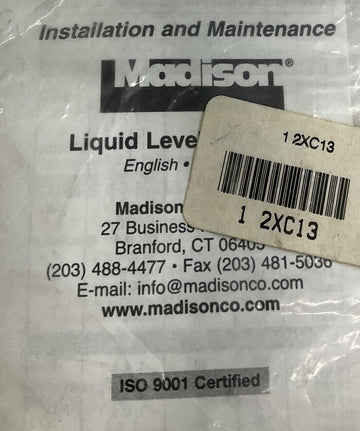 Installation and Maintenance
Madison®
Liquid Leve
English •
Madison
27 Business
Branford, CT 06405
(203) 488-4477 • Fax (203) 481-5036
E-mail: info@madisonco.com
www.madisonco.com
ISO 9001 Certified
1 2XC13
1 2XC13